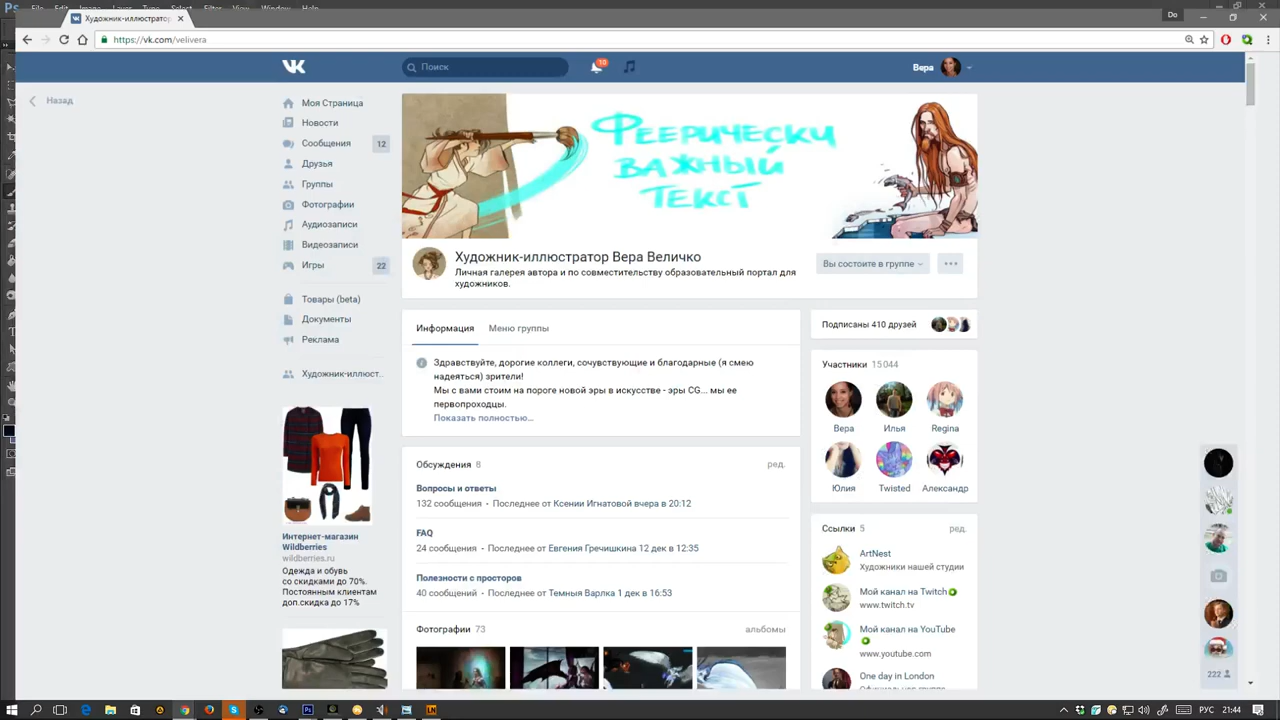 Художник-иллюстратор
Do
https://vk.com/velivera
Поиск
10
Вера
Назад
Моя Страница
Новости
Сообщения 12
Друзья
Группы
Фотографии
Аудиозаписи
Видеозаписи
Игры 22
Товары (beta)
Документы
Реклама
Художник-иллюст..
Интернет-магазин
Wildberries
wildberries.ru
Одежда и обувь
со скидками до 70%.
Постоянным клиентам
доп.скидка до 17%
Феерически
важный
текст
Художник-иллюстратор Вера Величко
Личная галерея автора и по совместительству образовательный портал для
художников.
Вы состоите в группе
Информация Меню группы
Здравствуйте, дорогие коллеги, сочувствующие и благодарные (я смею
надеяться) зрители!
Мы с вами стоим на пороге новой эры в искусстве - эры CG... мы ее
первопроходцы.
Показать полностью…
Обсуждения 8 ред.
Вопросы и ответы
132 сообщения • Последнее от Ксении Игнатовой вчера в 20:12
FAQ
24 сообщения • Последнее от Евгения Гречишкина 12 дек в 12:35
Полезности с просторов
40 сообщений • Последнее от Темныя Варлка 1 дек в 16:53
Фотографии 73 альбомы
Подписаны 410 друзей
Участники 15 044
Вера Илья Regina
Юлия Twisted Александр
Ссылки 5 ред.
ArtNest
Художники нашей студии
Мой канал на Twitch
www.twitch.tv
Мой канал на YouTube
www.youtube.com
One day in London
222
РУС 21:44